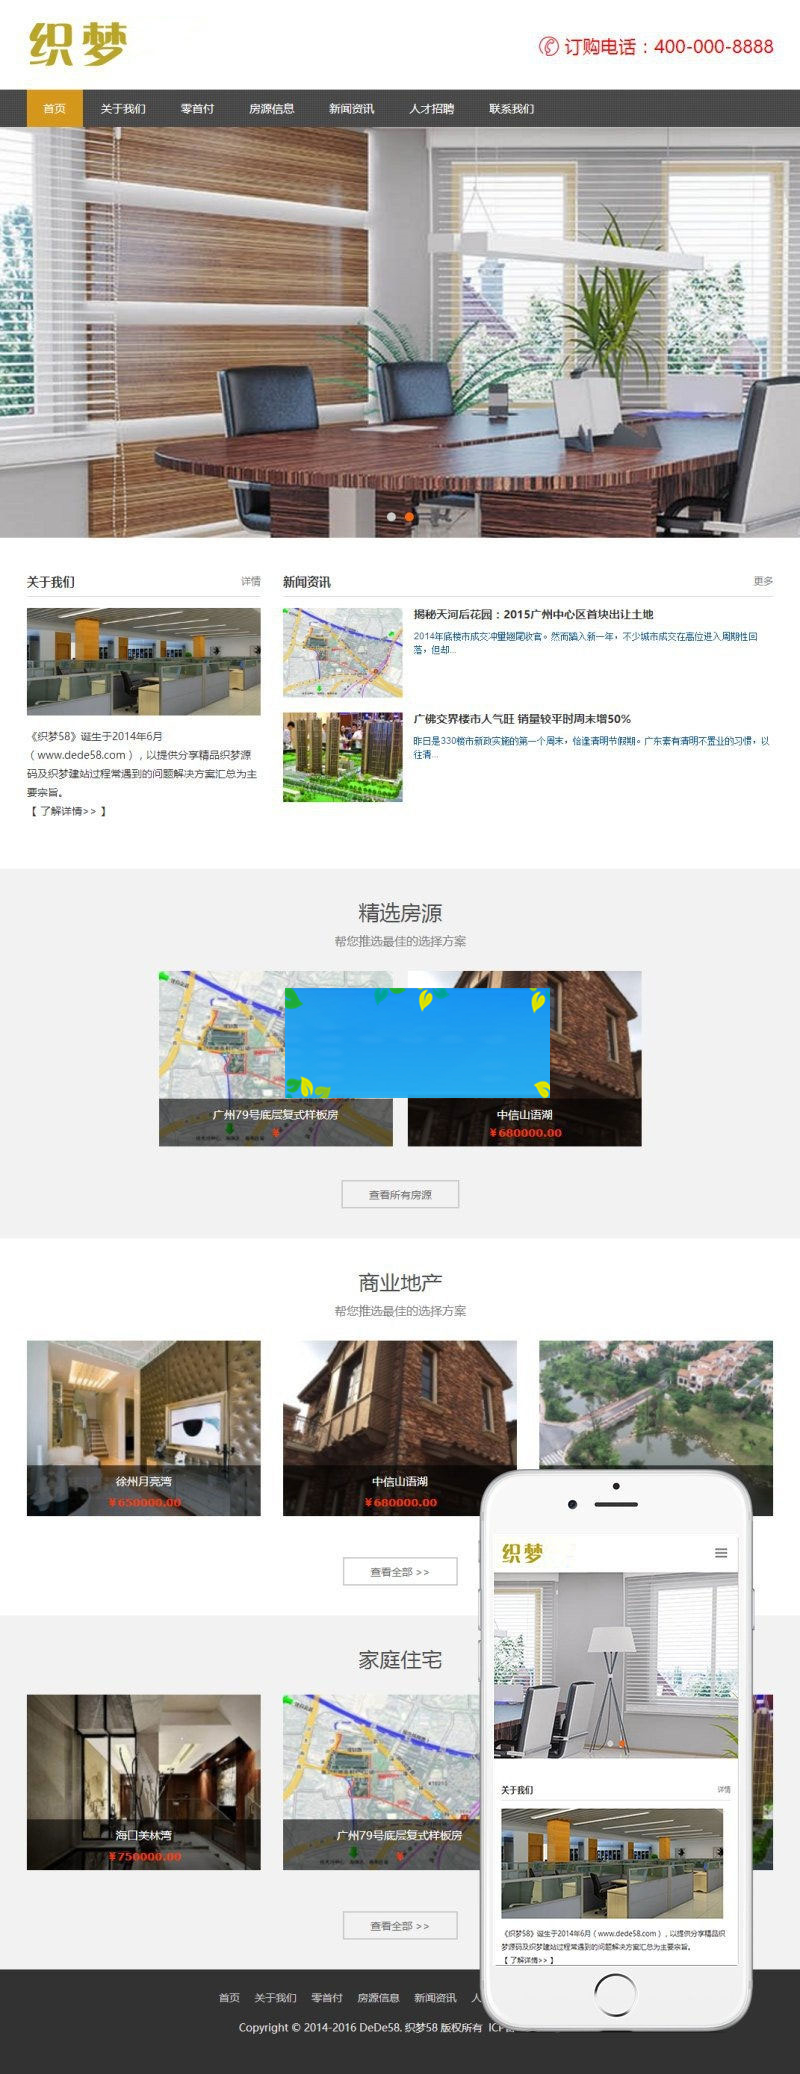 织梦
订购电话：400-000-8888
首页 关于我们 零首付 房源信息 新闻资讯 人才招聘 联系我们
关于我们 详情
《织梦58》诞生于2014年6月
（www.dede58.com），以提供分享精品织梦源
码及织梦建站过程常遇到的问题解决方案汇总为主
要宗旨。
【 了解详情>> 】
新闻资讯 更多
揭秘天河后花园：2015广州中心区首块出让土地
2014年底楼市成交冲量翘尾收官。然而踏入新一年，不少城市成交在高位进入周期性回
落，但却...
广佛交界楼市人气旺 销量较平时周末增50%
昨日是330楼市新政实施的第一个周末，恰逢清明节假期。广东素有清明不置业的习惯，以
往清...
精选房源
帮您推选最佳的选择方案
广州79号底层复式样板房
¥
中信山语湖
¥680000.00
查看所有房源
商业地产
帮您推选最佳的选择方案
徐州月亮湾
¥650000.00
中信山语湖
¥680000.00
查看全部 >>
家庭住宅
海口美林湾
¥750000.00
广州79号底层复式样板房
¥
查看全部 >>
织梦
关于我们 详情
《织梦58》诞生于2014年6月（www.dede58.com），以提供分享精品织
梦源码及织梦建站过程常遇到的问题解决方案汇总为主要宗旨。
【 了解详情>> 】
首页 关于我们 零首付 房源信息 新闻资讯 人
Copyright © 2014-2016 DeDe58. 织梦58 版权所有 ICP